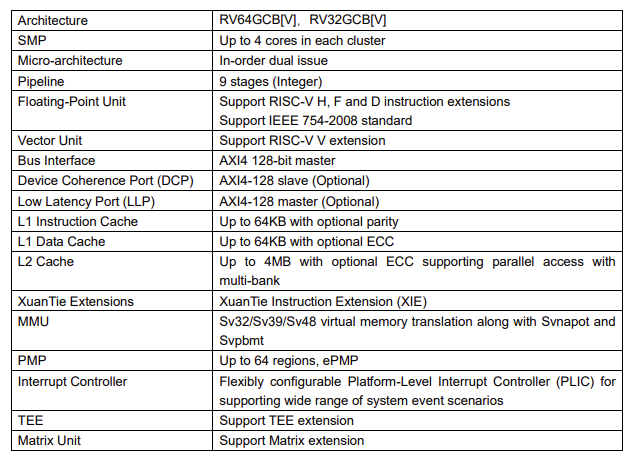 Architecture RV64GCB[V]，RV32GCB[V]
SMP Up to 4 cores in each cluster
Micro-architecture In-order dual issue
Pipeline 9 stages (Integer)
Floating-Point Unit Support RISC-V H, F and D instruction extensions
Support IEEE 754-2008 standard
Vector Unit Support RISC-V V extension
Bus Interface AXI4 128-bit master
Device Coherence Port (DCP) AXI4-128 slave (Optional)
Low Latency Port (LLP) AXI4-128 master (Optional)
L1 Instruction Cache Up to 64KB with optional parity
L1 Data Cache Up to 64KB with optional ECC
L2 Cache Up to 4MB with optional ECC supporting parallel access with
multi-bank
XuanTie Extensions XuanTie Instruction Extension (XIE)
MMU Sv32/Sv39/Sv48 virtual memory translation along with Svnapot and
Svpbmt
PMP Up to 64 regions, ePMP
Interrupt Controller Flexibly configurable Platform-Level Interrupt Controller (PLIC) for
supporting wide range of system event scenarios
TEE Support TEE extension
Matrix Unit Support Matrix extension